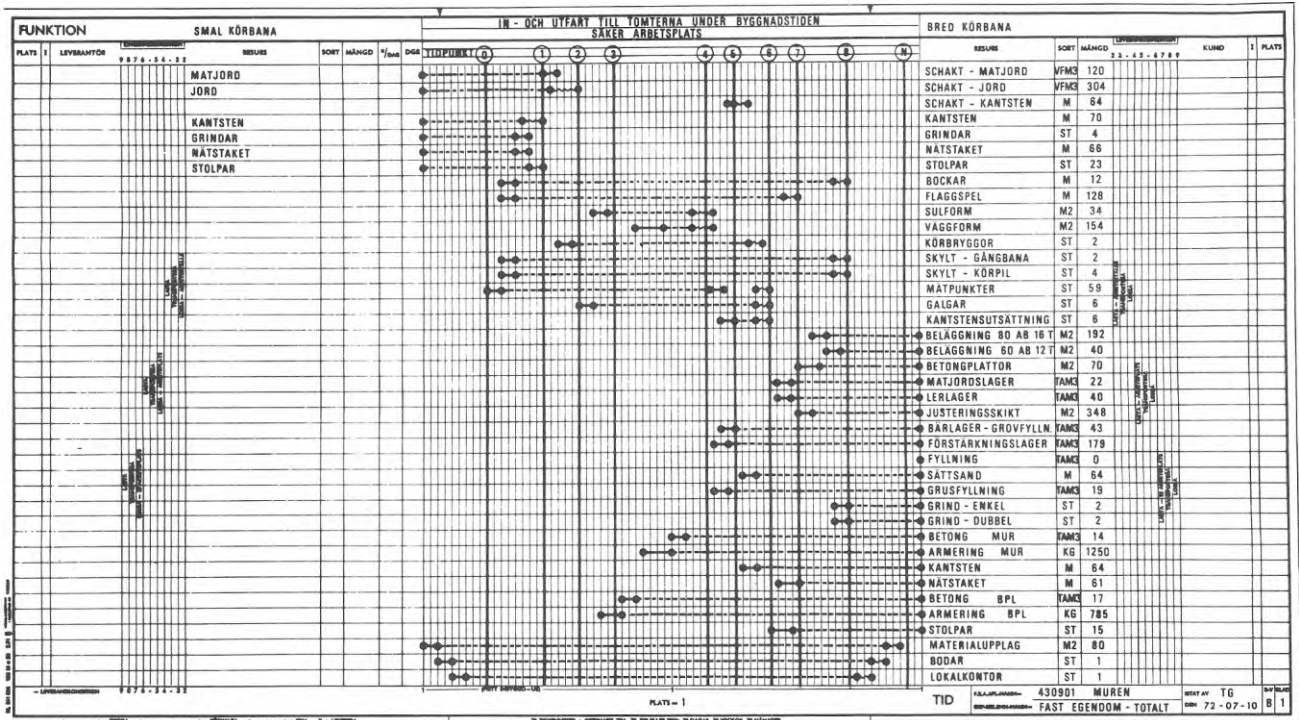 FUNKTION SMAL KÖRBANA IN - OCH UTFART TILL TOMTERNA UNDER BYGGNADSTIDEN BRED KÖRBANA
SÄKER ARBETSPLATS
PLATS I LEVERANTÖR 9 8 7 6 - 5 4 - 3 2 RESURS SORT MÄNGD °/DAG DGR TIDPUNKT 0 1 2 3 4 5 6 7 8 N RESURS SORT MÄNGD 2 3 - 4 5 - 6 7 8 9 KUND I PLATS
MATJORD SCHAKT - MATJORD VFM3 120
JORD SCHAKT - JORD VFM3 304
SCHAKT - KANTSTEN M 64
KANTSTEN KANTSTEN M 70
GRINDAR GRINDAR ST 4
NÄTSTAKET NÄTSTAKET M 66
STOLPAR STOLPAR ST 23
BOCKAR M 12
FLAGGSPEL M 128
SULFORM M2 34
VÄGGFORM M2 154
KÖRBRYGGOR ST 2
SKYLT - GÅNGBANA ST 2
SKYLT - KÖRPIL ST 4
MÄTPUNKTER ST 59
GALGAR ST 6
KANTSTENSUTSÄTTNING ST 6
BELÄGGNING 80 AB 16 T M2 192
BELÄGGNING 60 AB 12 T M2 40
BETONGPLATTOR M2 70
MATJORDSLAGER TAM3 22
LERLAGER TAM3 40
JUSTERINGSSKIKT M2 348
BÄRLAGER - GROVFYLLN. TAM3 43
FÖRSTÄRKNINGSLAGER TAM3 179
FYLLNING TAM3 0
SÄTTSAND M 64
GRUSFYLLNING TAM3 19
GRIND - ENKEL ST 2
GRIND - DUBBEL ST 2
BETONG MUR TAM3 14
ARMERING MUR KG 1250
KANTSTEN M 64
NÄTSTAKET M 61
BETONG BPL TAM3 17
ARMERING BPL KG 785
STOLPAR ST 15
MATERIALUPPLAG M2 80
BODAR ST 1
LOKALKONTOR ST 1
9 8 7 6 - 5 4 - 3 2 PLATS = 1 TID 430901 MUREN TG B 1
FAST EGENDOM - TOTALT DEN 72 - 07 - 10